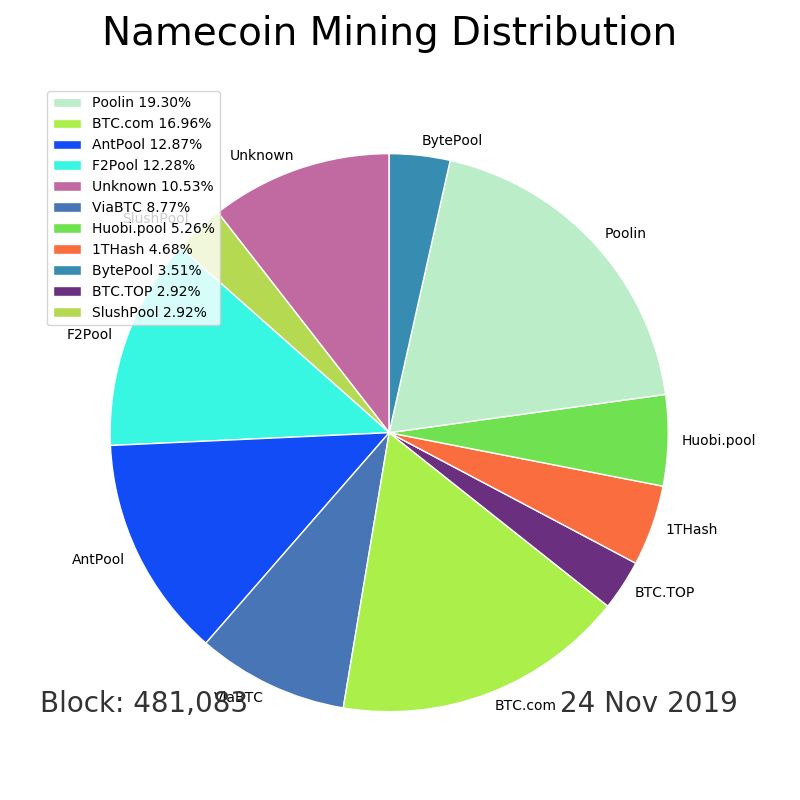 Namecoin Mining Distribution
Poolin 19.30%
BTC.com 16.96%
AntPool 12.87%
F2Pool 12.28%
Unknown 10.53%
ViaBTC 8.77%
Huobi.pool 5.26%
1THash 4.68%
BytePool 3.51%
BTC.TOP 2.92%
SlushPool 2.92%
BytePool
Unknown
SlushPool
Poolin
F2Pool
Huobi.pool
1THash
AntPool
BTC.TOP
ViaBTC
BTC.com
Block: 481,083
24 Nov 2019